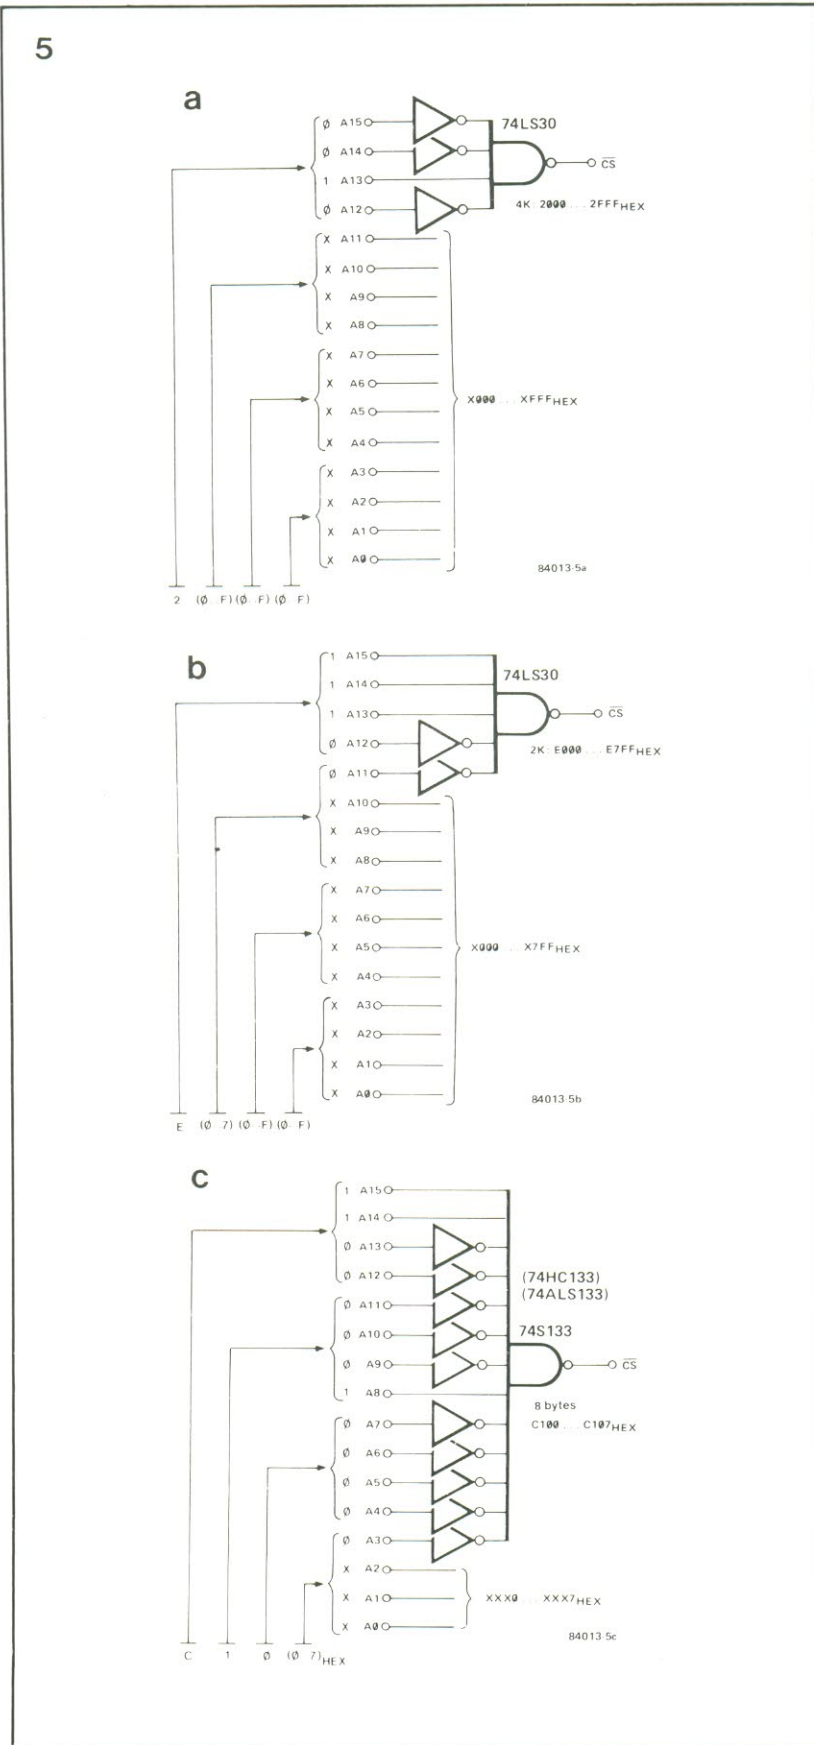 5
a
Ø A15
74LS30
Ø A14
CS
1 A13
Ø A12
4K: 2000 ... 2FFFHEX
X A11
X A10
X A9
X A8
X A7
X A6
X000 ... XFFFHEX
X A5
X A4
X A3
X A2
X A1
X A0
84013-5a
2 (Ø..F) (Ø..F) (Ø..F)
b
1 A15
74LS30
1 A14
CS
1 A13
Ø A12
2K: E000 ... E7FFHEX
Ø A11
X A10
X A9
X A8
X A7
X A6
X000 ... X7FFHEX
X A5
X A4
X A3
X A2
X A1
X A0
84013-5b
E (Ø..7) (Ø..F) (Ø..F)
c
1 A15
1 A14
Ø A13
Ø A12
(74HC133)
(74ALS133)
Ø A11
Ø A10
74S133
Ø A9
CS
1 A8
8 bytes
Ø A7
C100 ... C107HEX
Ø A6
Ø A5
Ø A4
Ø A3
X A2
X A1
XXX0 ... XXX7HEX
X A0
84013-5c
C 1 Ø (Ø..7)HEX